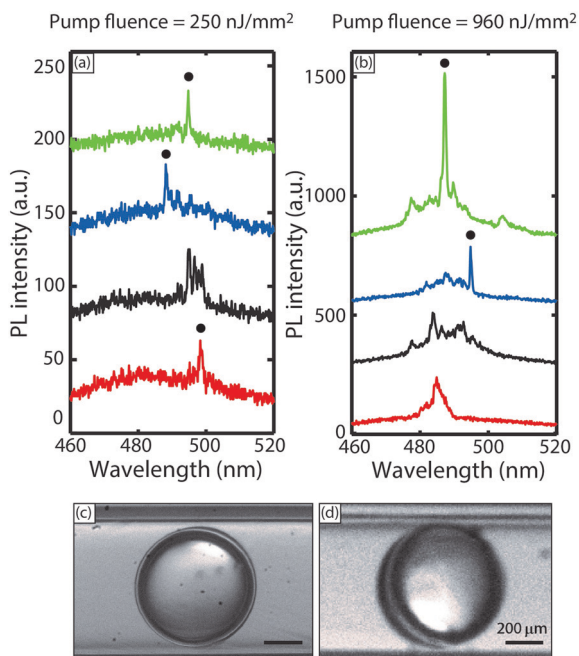 Pump fluence = 250 nJ/mm²
Pump fluence = 960 nJ/mm²
(a)
250
200
150
100
50
0
PL intensity (a.u.)
460 480 500 520
Wavelength (nm)
(b)
1500
1000
500
0
PL intensity (a.u.)
460 480 500 520
Wavelength (nm)
(c)
(d)
200 µm